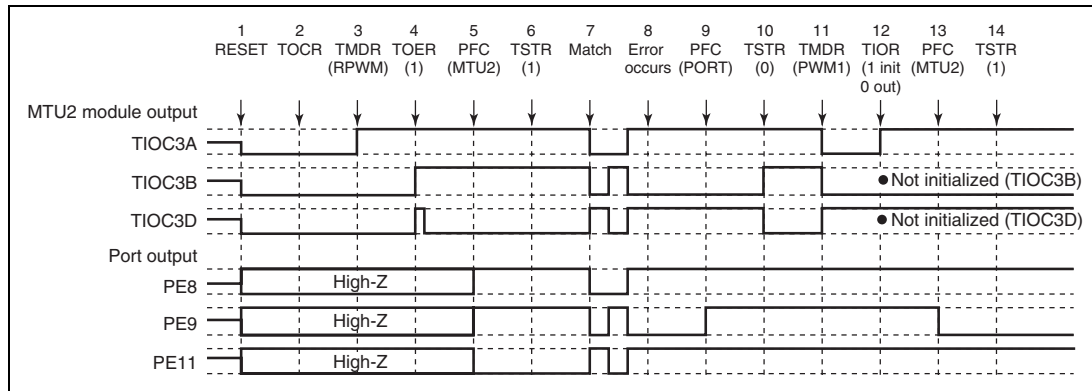 1 2 3 4 5 6 7 8 9 10 11 12 13 14
RESET TOCR TMDR TOER PFC TSTR Match Error PFC TSTR TMDR TIOR PFC TSTR
(RPWM) (1) (MTU2) (1) occurs (PORT) (0) (PWM1) (1 init (MTU2) (1)
0 out)
MTU2 module output
TIOC3A
TIOC3B
● Not initialized (TIOC3B)
TIOC3D
● Not initialized (TIOC3D)
Port output
PE8 High-Z
PE9 High-Z
PE11 High-Z